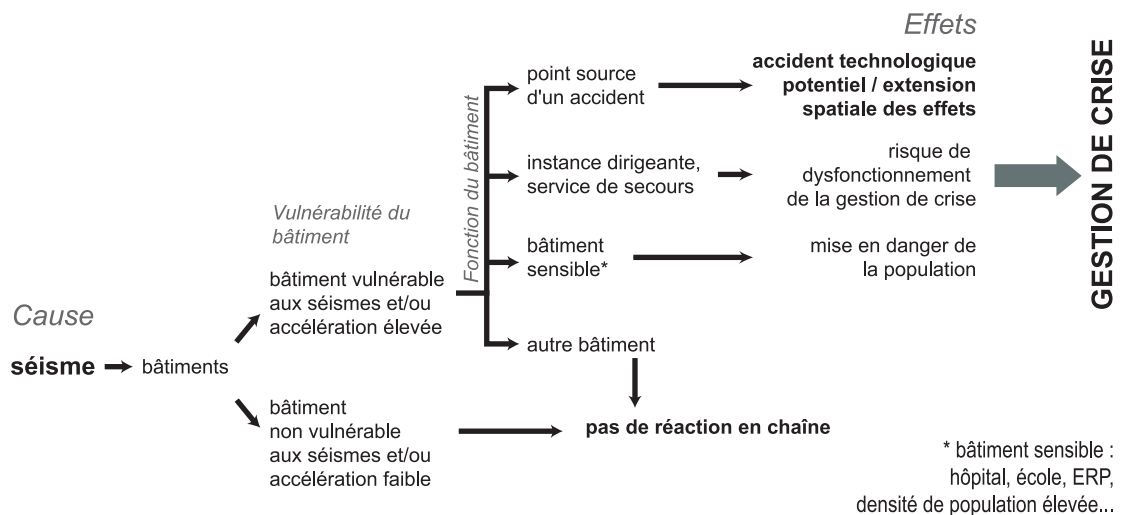 Effets
accident technologique
potentiel / extension
spatiale des effets
point source
d'un accident
GESTION DE CRISE
Fonction du bâtiment
instance dirigeante,
service de secours
risque de
dysfonctionnement
de la gestion de crise
Vulnérabilité du
bâtiment
bâtiment
sensible*
mise en danger de
la population
bâtiment vulnérable
aux séismes et/ou
accélération élevée
Cause
séisme
bâtiments
autre bâtiment
bâtiment
non vulnérable
aux séismes et/ou
accélération faible
pas de réaction en chaîne
* bâtiment sensible :
hôpital, école, ERP,
densité de population élevée...